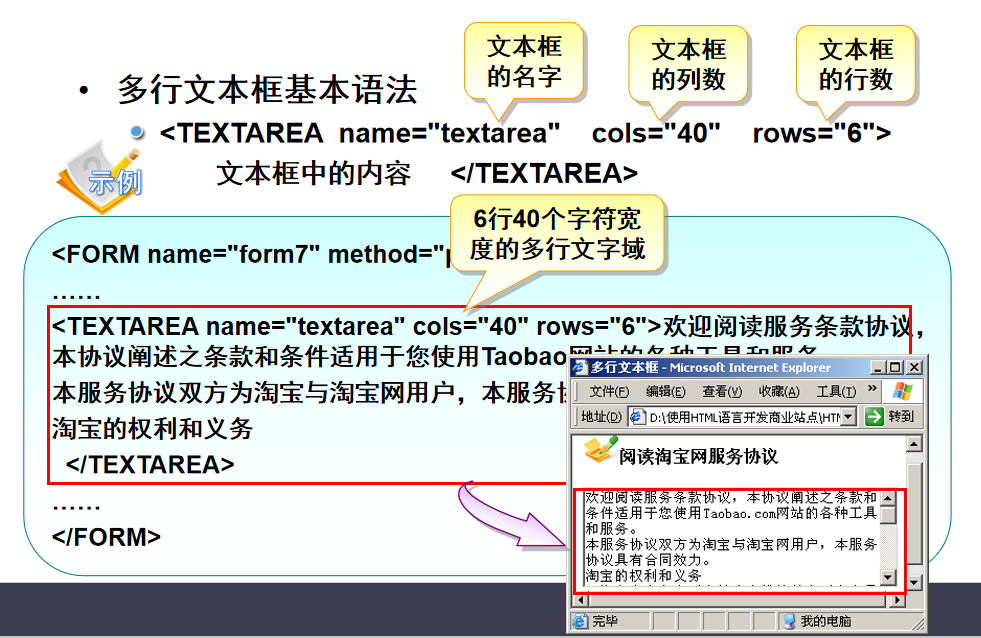 文本框
的名字
文本框
的列数
文本框
的行数
• 多行文本框基本语法
<TEXTAREA name="textarea" cols="40" rows="6">
文本框中的内容 </TEXTAREA>
示例
6行40个字符宽
度的多行文字域
<FORM name="form7" method="
……
<TEXTAREA name="textarea" cols="40" rows="6">欢迎阅读服务条款协议，
本协议阐述之条款和条件适用于您使用Taobao网站的各种工具和服务
本服务协议双方为淘宝与淘宝网用户，本服务
淘宝的权利和义务
</TEXTAREA>
……
</FORM>
多行文本框 - Microsoft Internet Explorer
文件(F) 编辑(E) 查看(V) 收藏(A) 工具(T) »
地址(D) D:\使用HTML语言开发商业站点\HTM 转到
阅读淘宝网服务协议
欢迎阅读服务条款协议，本协议阐述之条款和
条件适用于您使用Taobao.com网站的各种工具
和服务。
本服务协议双方为淘宝与淘宝网用户，本服务
协议具有合同效力。
淘宝的权利和义务
完毕 我的电脑